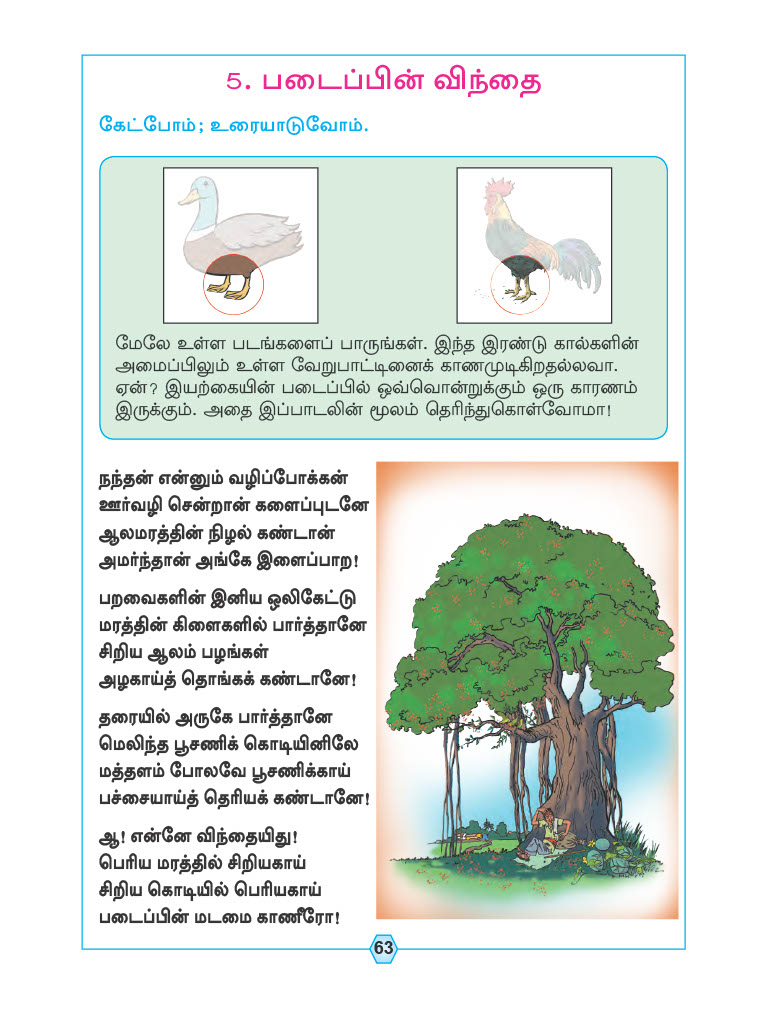 5. படைப்பின் விந்தை
கேட்போம்; உரையாடுவோம்.
மேலே உள்ள படங்களைப் பாருங்கள். இந்த இரண்டு கால்களின்
அமைப்பிலும் உள்ள வேறுபாட்டினைக் காணமுடிகிறதல்லவா.
ஏன்? இயற்கையின் படைப்பில் ஒவ்வொன்றுக்கும் ஒரு காரணம்
இருக்கும். அதை இப்பாடலின் மூலம் தெரிந்துகொள்வோமா!
நந்தன் என்னும் வழிப்போக்கன்
ஊர்வழி சென்றான் களைப்புடனே
ஆலமரத்தின் நிழல் கண்டான்
அமர்ந்தான் அங்கே இளைப்பாற!
பறவைகளின் இனிய ஒலிகேட்டு
மரத்தின் கிளைகளில் பார்த்தானே
சிறிய ஆலம் பழங்கள்
அழகாய்த் தொங்கக் கண்டானே!
தரையில் அருகே பார்த்தானே
மெலிந்த பூசணிக் கொடியினிலே
மத்தளம் போலவே பூசணிக்காய்
பச்சையாய்த் தெரியக் கண்டானே!
ஆ! என்னே விந்தையிது!
பெரிய மரத்தில் சிறியகாய்
சிறிய கொடியில் பெரியகாய்
படைப்பின் மடமை காணீரோ!
63